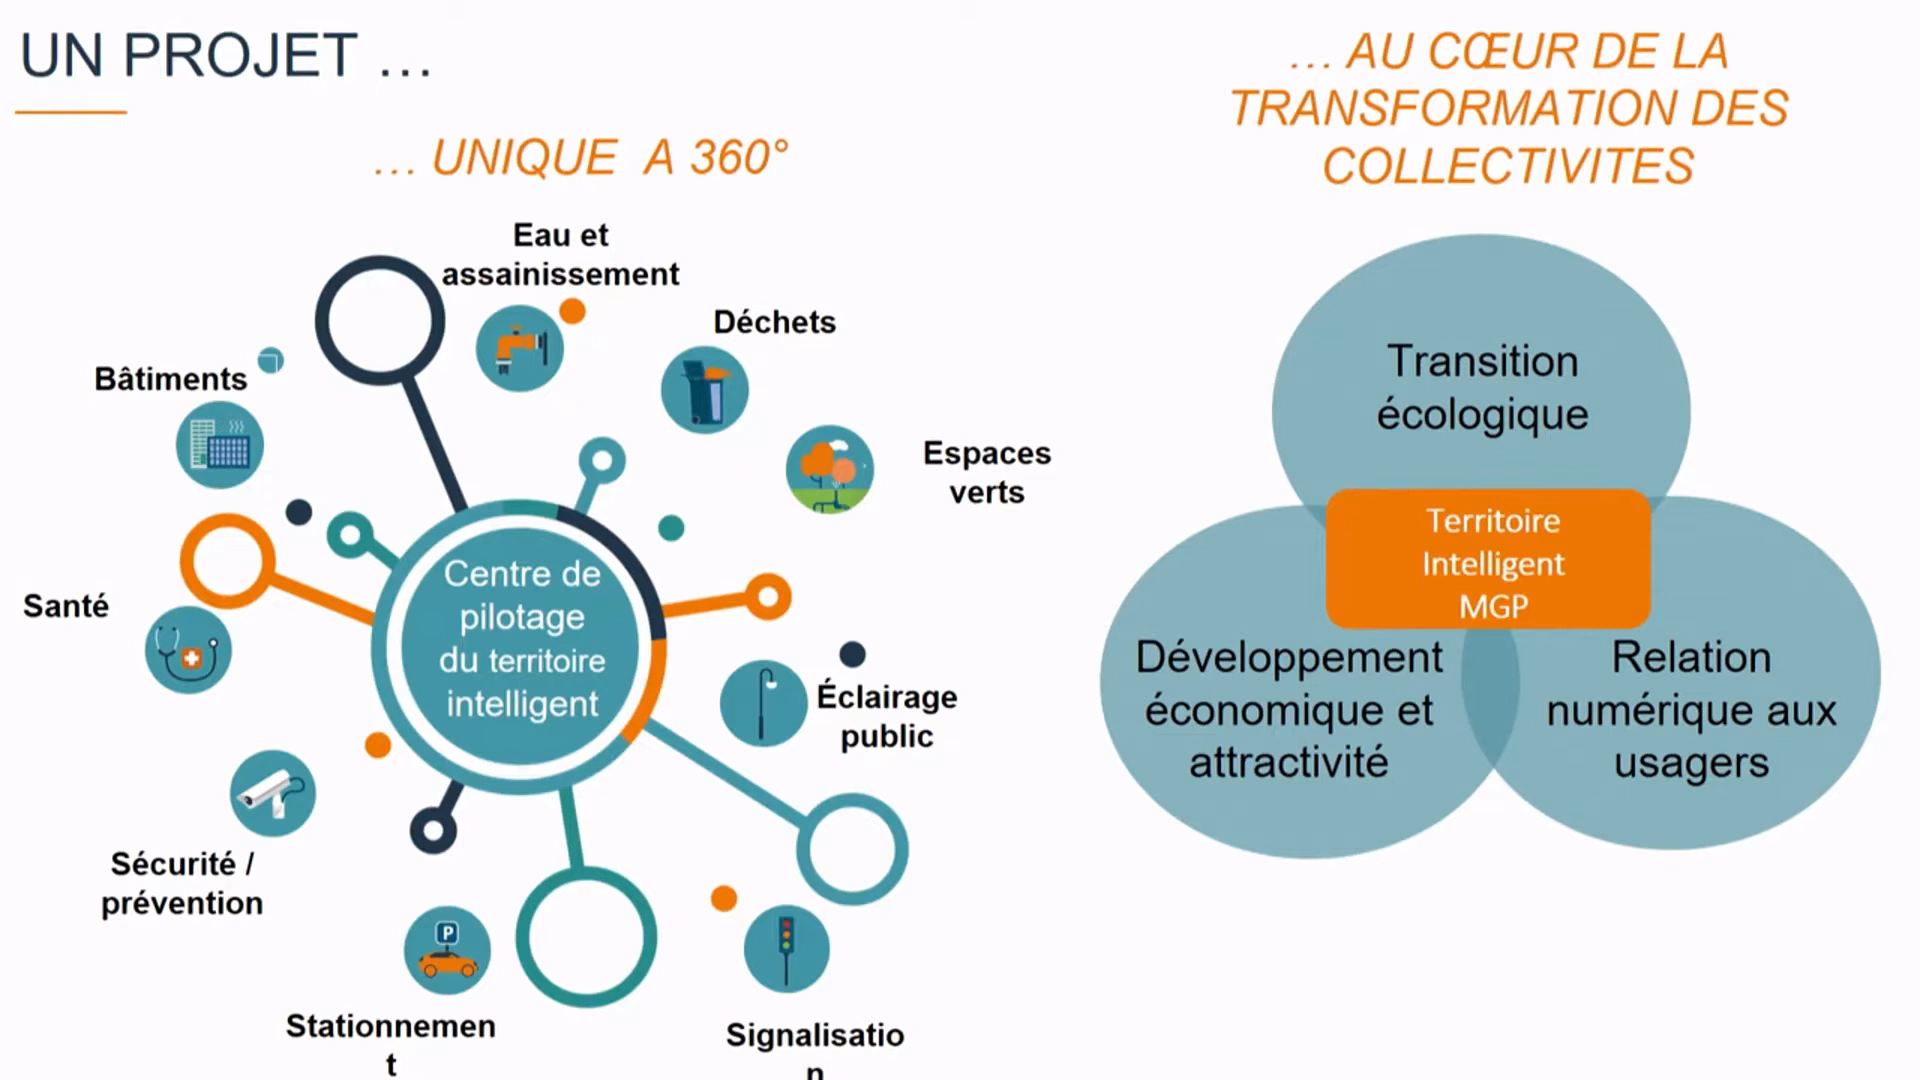 UN PROJET ...
... UNIQUE A 360°
Eau et
assainissement
Déchets
Bâtiments
Espaces
verts
Centre de
pilotage
du territoire
intelligent
Santé
Éclairage
public
Sécurité /
prévention
P
Stationnemen
t
Signalisatio
n
... AU CŒUR DE LA
TRANSFORMATION DES
COLLECTIVITES
Transition
écologique
Territoire
Intelligent
MGP
Développement
économique et
attractivité
Relation
numérique aux
usagers